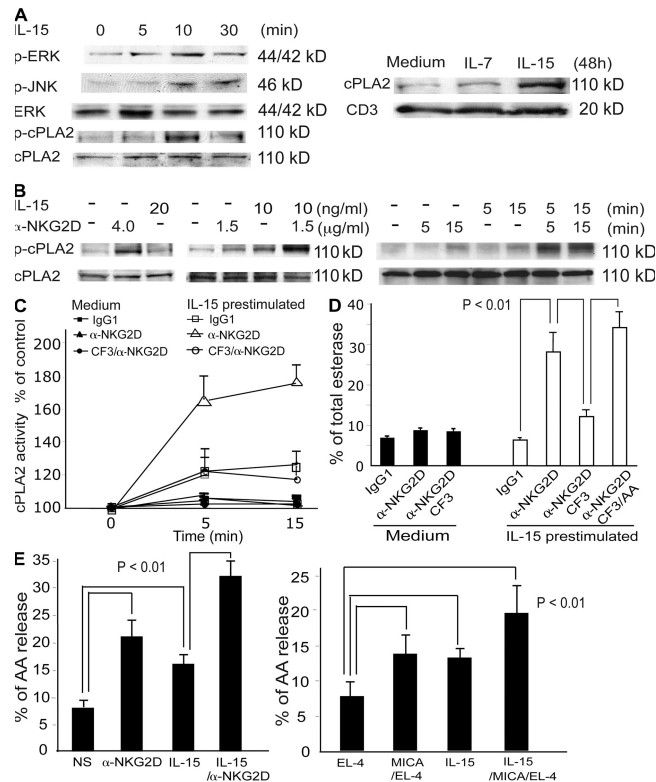 A
IL-15 0 5 10 30 (min)
p-ERK 44/42 kD
p-JNK 46 kD
ERK 44/42 kD
p-cPLA2 110 kD
cPLA2 110 kD
Medium IL-7 IL-15 (48h)
cPLA2 110 kD
CD3 20 kD
B
IL-15 - - 20 - - 10 10 (ng/ml) - - - 5 15 5 15 (min)
α-NKG2D - 4.0 - - 1.5 - 1.5 (μg/ml) - 5 15 - - 5 15 (min)
p-cPLA2 110 kD 110 kD
cPLA2 110 kD 110 kD
C
Medium IL-15 prestimulated
IgG1 IgG1
α-NKG2D α-NKG2D
CF3/α-NKG2D CF3/α-NKG2D
cPLA2 activity % of control
200
180
160
140
120
100
0 5 15
Time (min)
D
% of total esterase
40
30
20
10
5
0
P < 0.01
IgG1
α-NKG2D
α-NKG2D
CF3
IgG1
α-NKG2D
α-NKG2D
CF3
α-NKG2D
CF3/AA
Medium IL-15 prestimulated
E
% of AA release
35
30
25
20
15
10
5
0
P < 0.01
NS α-NKG2D IL-15 IL-15
/α-NKG2D
% of AA release
25
20
15
10
5
0
P < 0.01
EL-4 MICA IL-15 IL-15
/EL-4 /MICA/EL-4